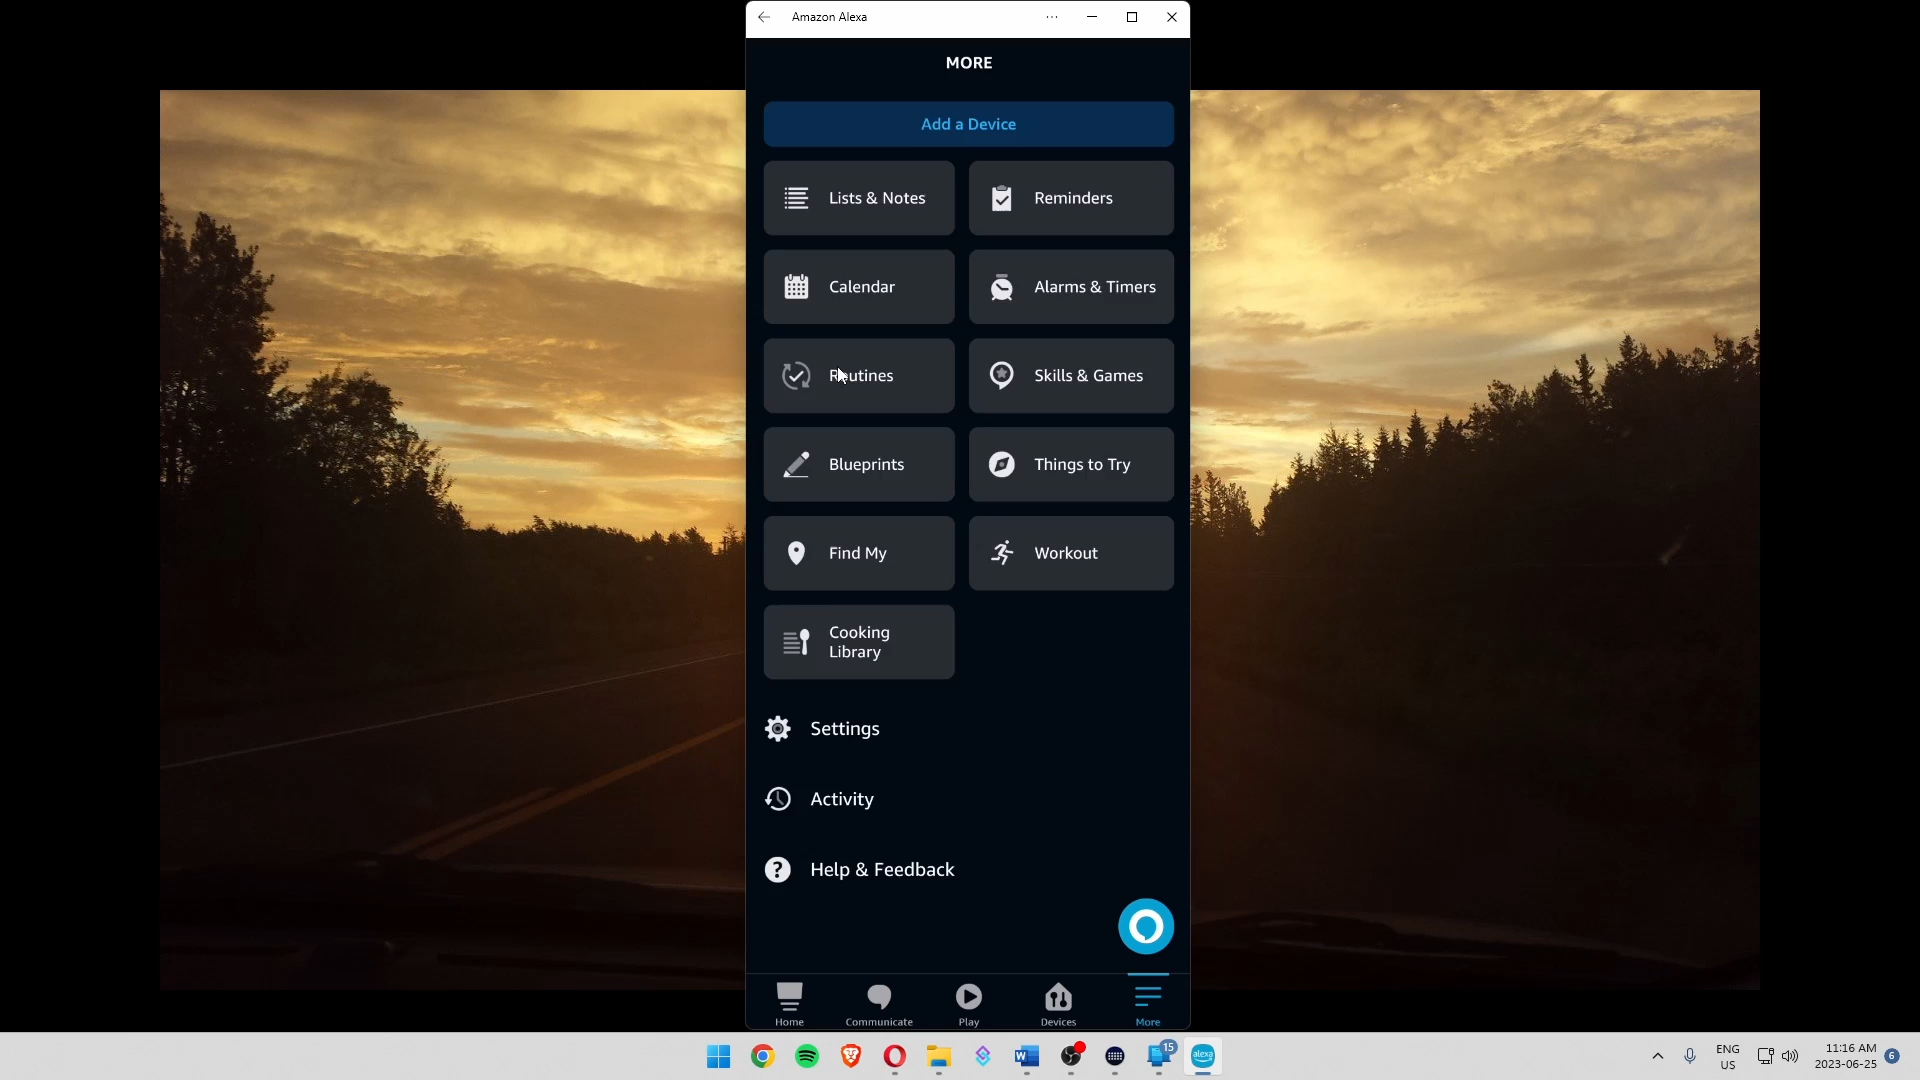 Amazon Alexa
MORE
Add a Device
Lists & Notes
Reminders
Calendar
Alarms & Timers
Routines
Skills & Games
Blueprints
Things to Try
Find My
Workout
Cooking
Library
Settings
Activity
Help & Feedback
Home
Communicate
Play
Devices
More
W
15
alexa
ENG
US
11:16 AM
2023-06-25
6